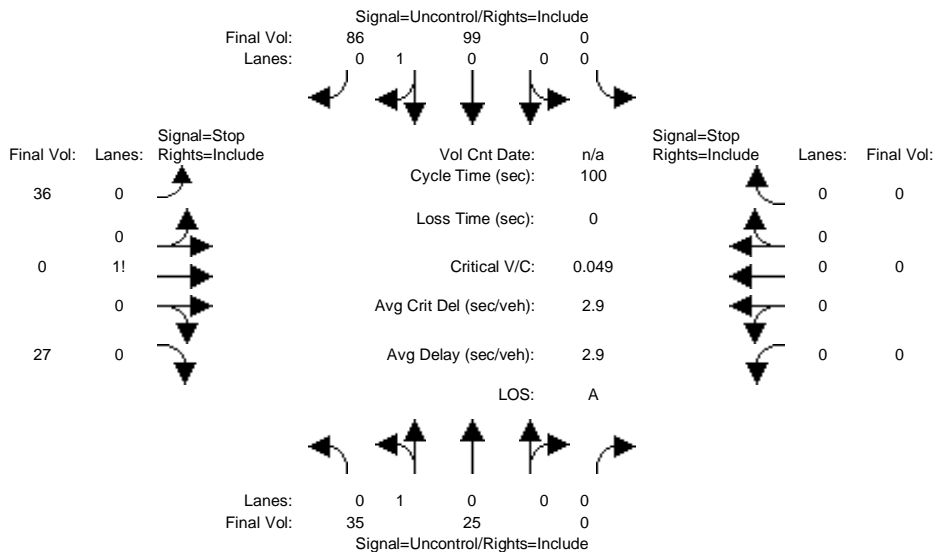 Signal=Uncontrol/Rights=Include
Final Vol: 86 99 0
Lanes: 0 1 0 0 0
Signal=Stop Signal=Stop
Final Vol: Lanes: Rights=Include Vol Cnt Date: n/a Rights=Include Lanes: Final Vol:
Cycle Time (sec): 100
36 0 0 0
Loss Time (sec): 0
0 0
0 1! Critical V/C: 0.049 0 0
0 Avg Crit Del (sec/veh): 2.9 0
27 0 Avg Delay (sec/veh): 2.9 0 0
LOS: A
Lanes: 0 1 0 0 0
Final Vol: 35 25 0
Signal=Uncontrol/Rights=Include